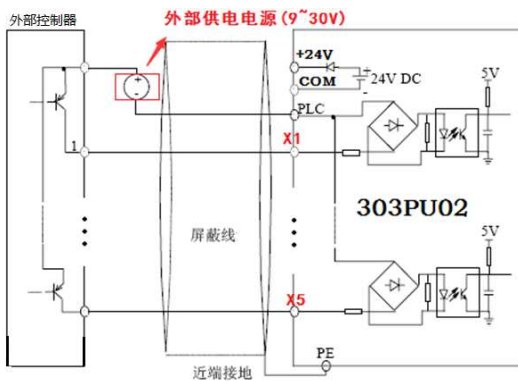 外部控制器
外部供电电源(9~30V)
+24V
COM
24V DC
PLC
5V
X1
1
屏蔽线
303PU02
5V
X5
PE
近端接地